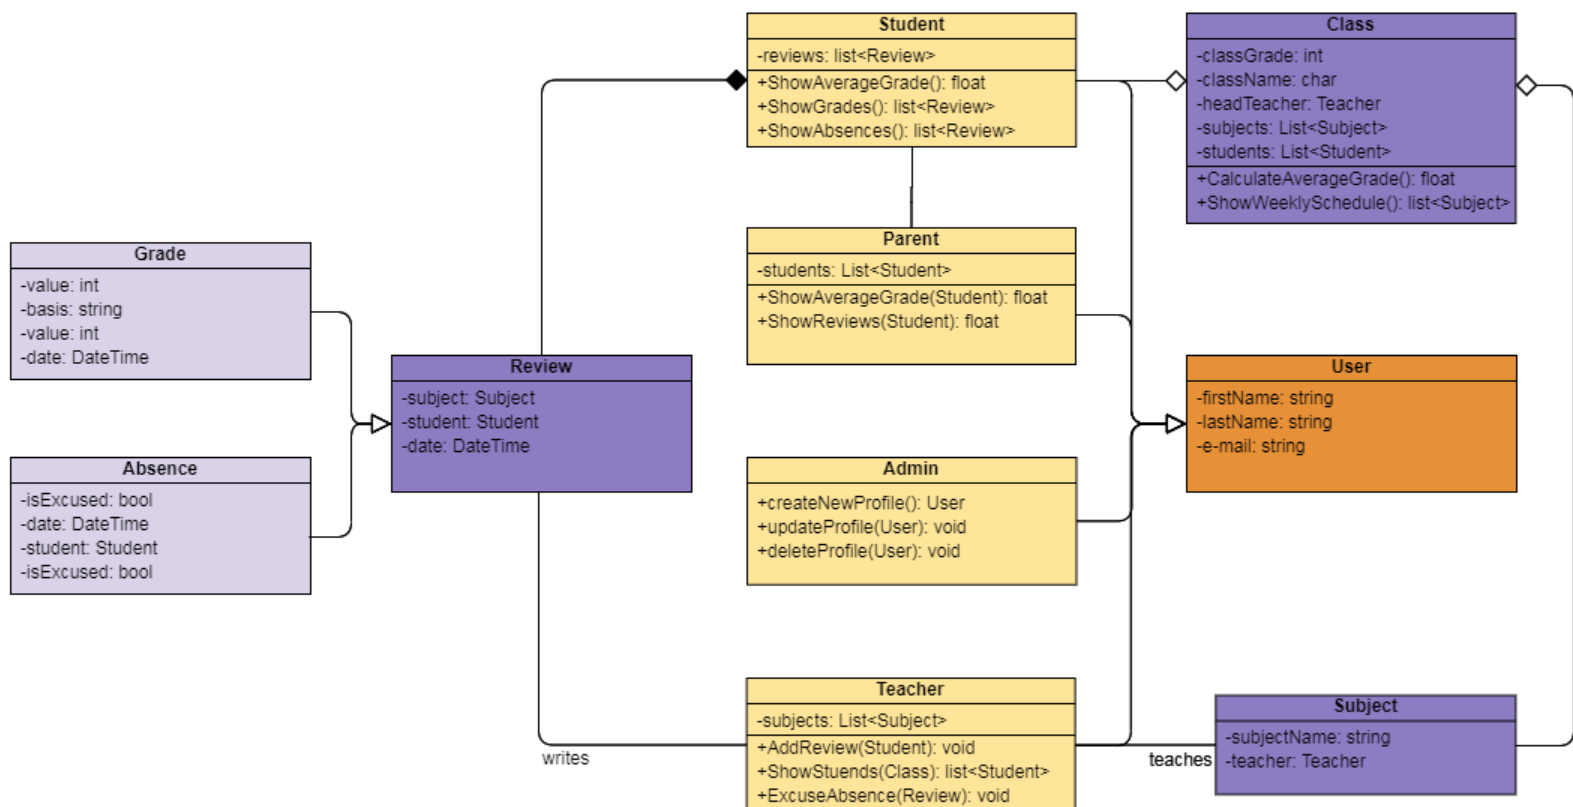 Student
-reviews: list<Review>
+ShowAverageGrade(): float
+ShowGrades(): list<Review>
+ShowAbsences(): list<Review>
Class
-classGrade: int
-className: char
-headTeacher: Teacher
-subjects: List<Subject>
-students: List<Student>
+CalculateAverageGrade(): float
+ShowWeeklySchedule(): list<Subject>
Grade
-value: int
-basis: string
-value: int
-date: DateTime
Parent
-students: List<Student>
+ShowAverageGrade(Student): float
+ShowReviews(Student): float
Review
-subject: Subject
-student: Student
-date: DateTime
User
-firstName: string
-lastName: string
-e-mail: string
Absence
-isExcused: bool
-date: DateTime
-student: Student
-isExcused: bool
Admin
+createNewProfile(): User
+updateProfile(User): void
+deleteProfile(User): void
Teacher
-subjects: List<Subject>
+AddReview(Student): void
+ShowStuends(Class): list<Student>
+ExcuseAbsence(Review): void
Subject
-subjectName: string
-teacher: Teacher
writes
teaches